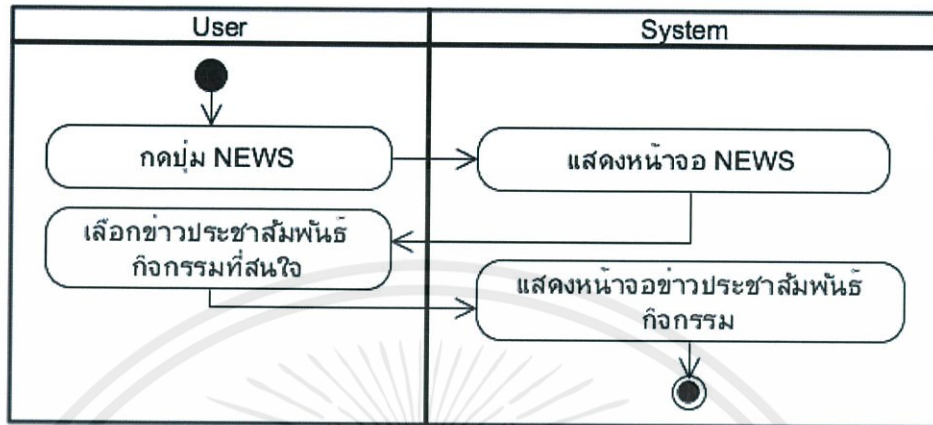 User
System
กดปุ่ม NEWS
แสดงหน้าจอ NEWS
เลือกข่าวประชาสัมพันธ์
กิจกรรมที่สนใจ
แสดงหน้าจอข่าวประชาสัมพันธ์
กิจกรรม